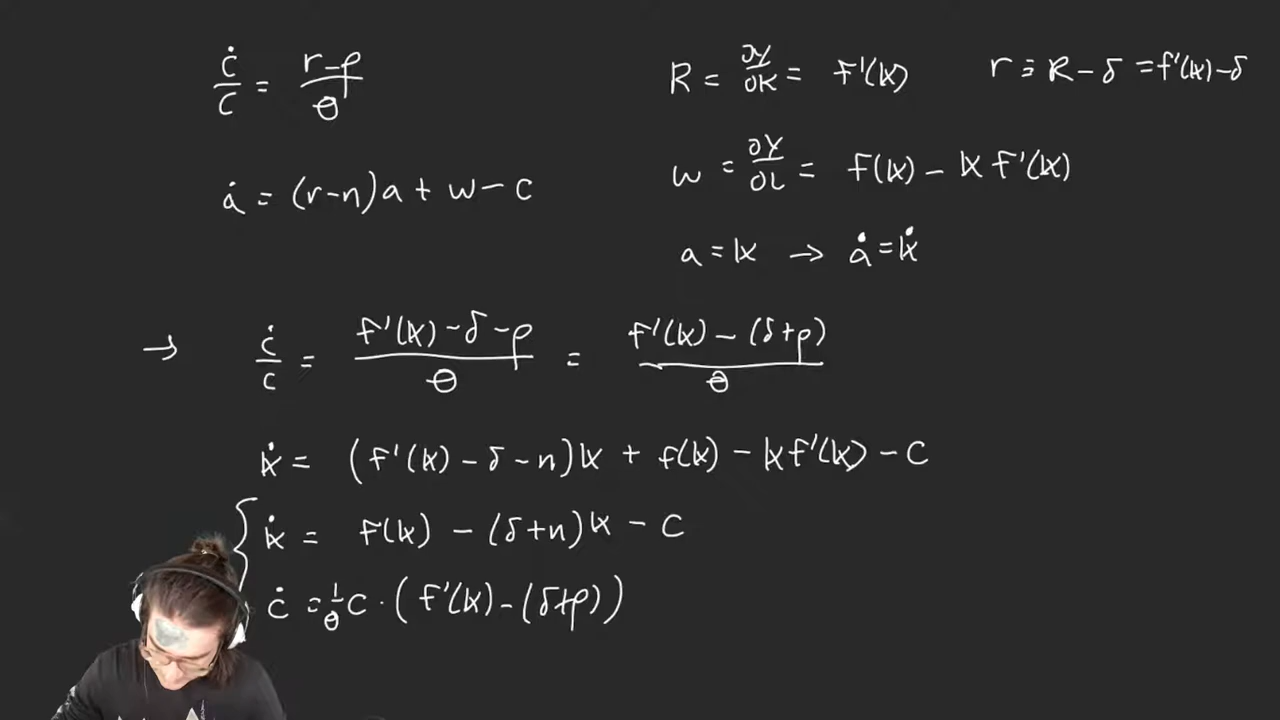 ċ/c = (r-ρ)/θ
R = ∂Y/∂K = f'(k)
r = R - δ = f'(k) - δ
ȧ = (r-n)a + w - c
w = ∂Y/∂L = f(k) - k f'(k)
a = k → ȧ = k̇
→ ċ/c = (f'(k) - δ - ρ)/θ = (f'(k) - (δ+ρ))/θ
k̇ = (f'(k) - δ - n)k + f(k) - k f'(k) - c
{ k̇ = f(k) - (δ+n)k - c
ċ = 1/θ c · (f'(k) - (δ+ρ))